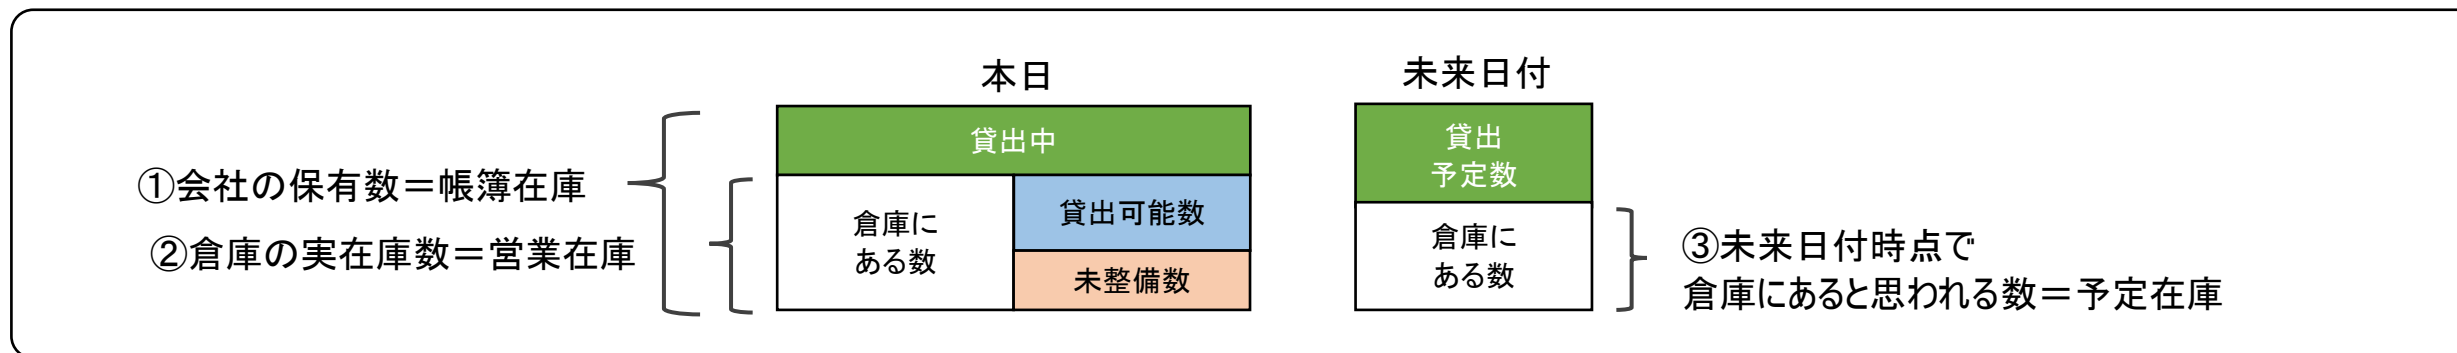 本日
未来日付
貸出中
貸出
予定数
①会社の保有数＝帳簿在庫
②倉庫の実在庫数＝営業在庫
倉庫に
ある数
貸出可能数
未整備数
倉庫に
ある数
③未来日付時点で
倉庫にあると思われる数＝予定在庫